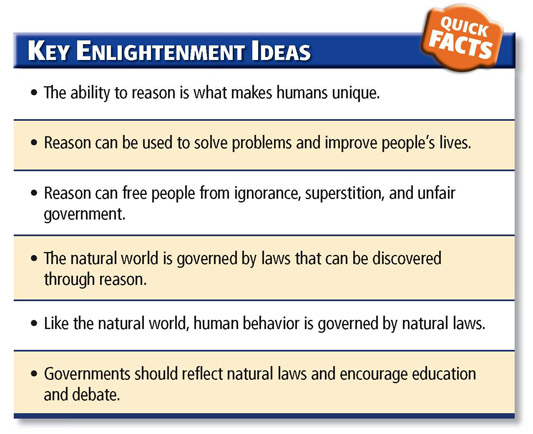 QUICK
FACTS
KEY ENLIGHTENMENT IDEAS
• The ability to reason is what makes humans unique.
• Reason can be used to solve problems and improve people's lives.
• Reason can free people from ignorance, superstition, and unfair
government.
• The natural world is governed by laws that can be discovered
through reason.
• Like the natural world, human behavior is governed by natural laws.
• Governments should reflect natural laws and encourage education
and debate.